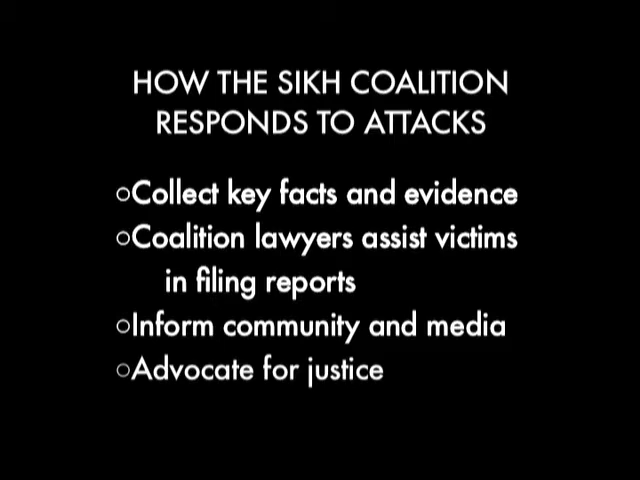 HOW THE SIKH COALITION
RESPONDS TO ATTACKS
○Collect key facts and evidence
○Coalition lawyers assist victims
in filing reports
○Inform community and media
○Advocate for justice